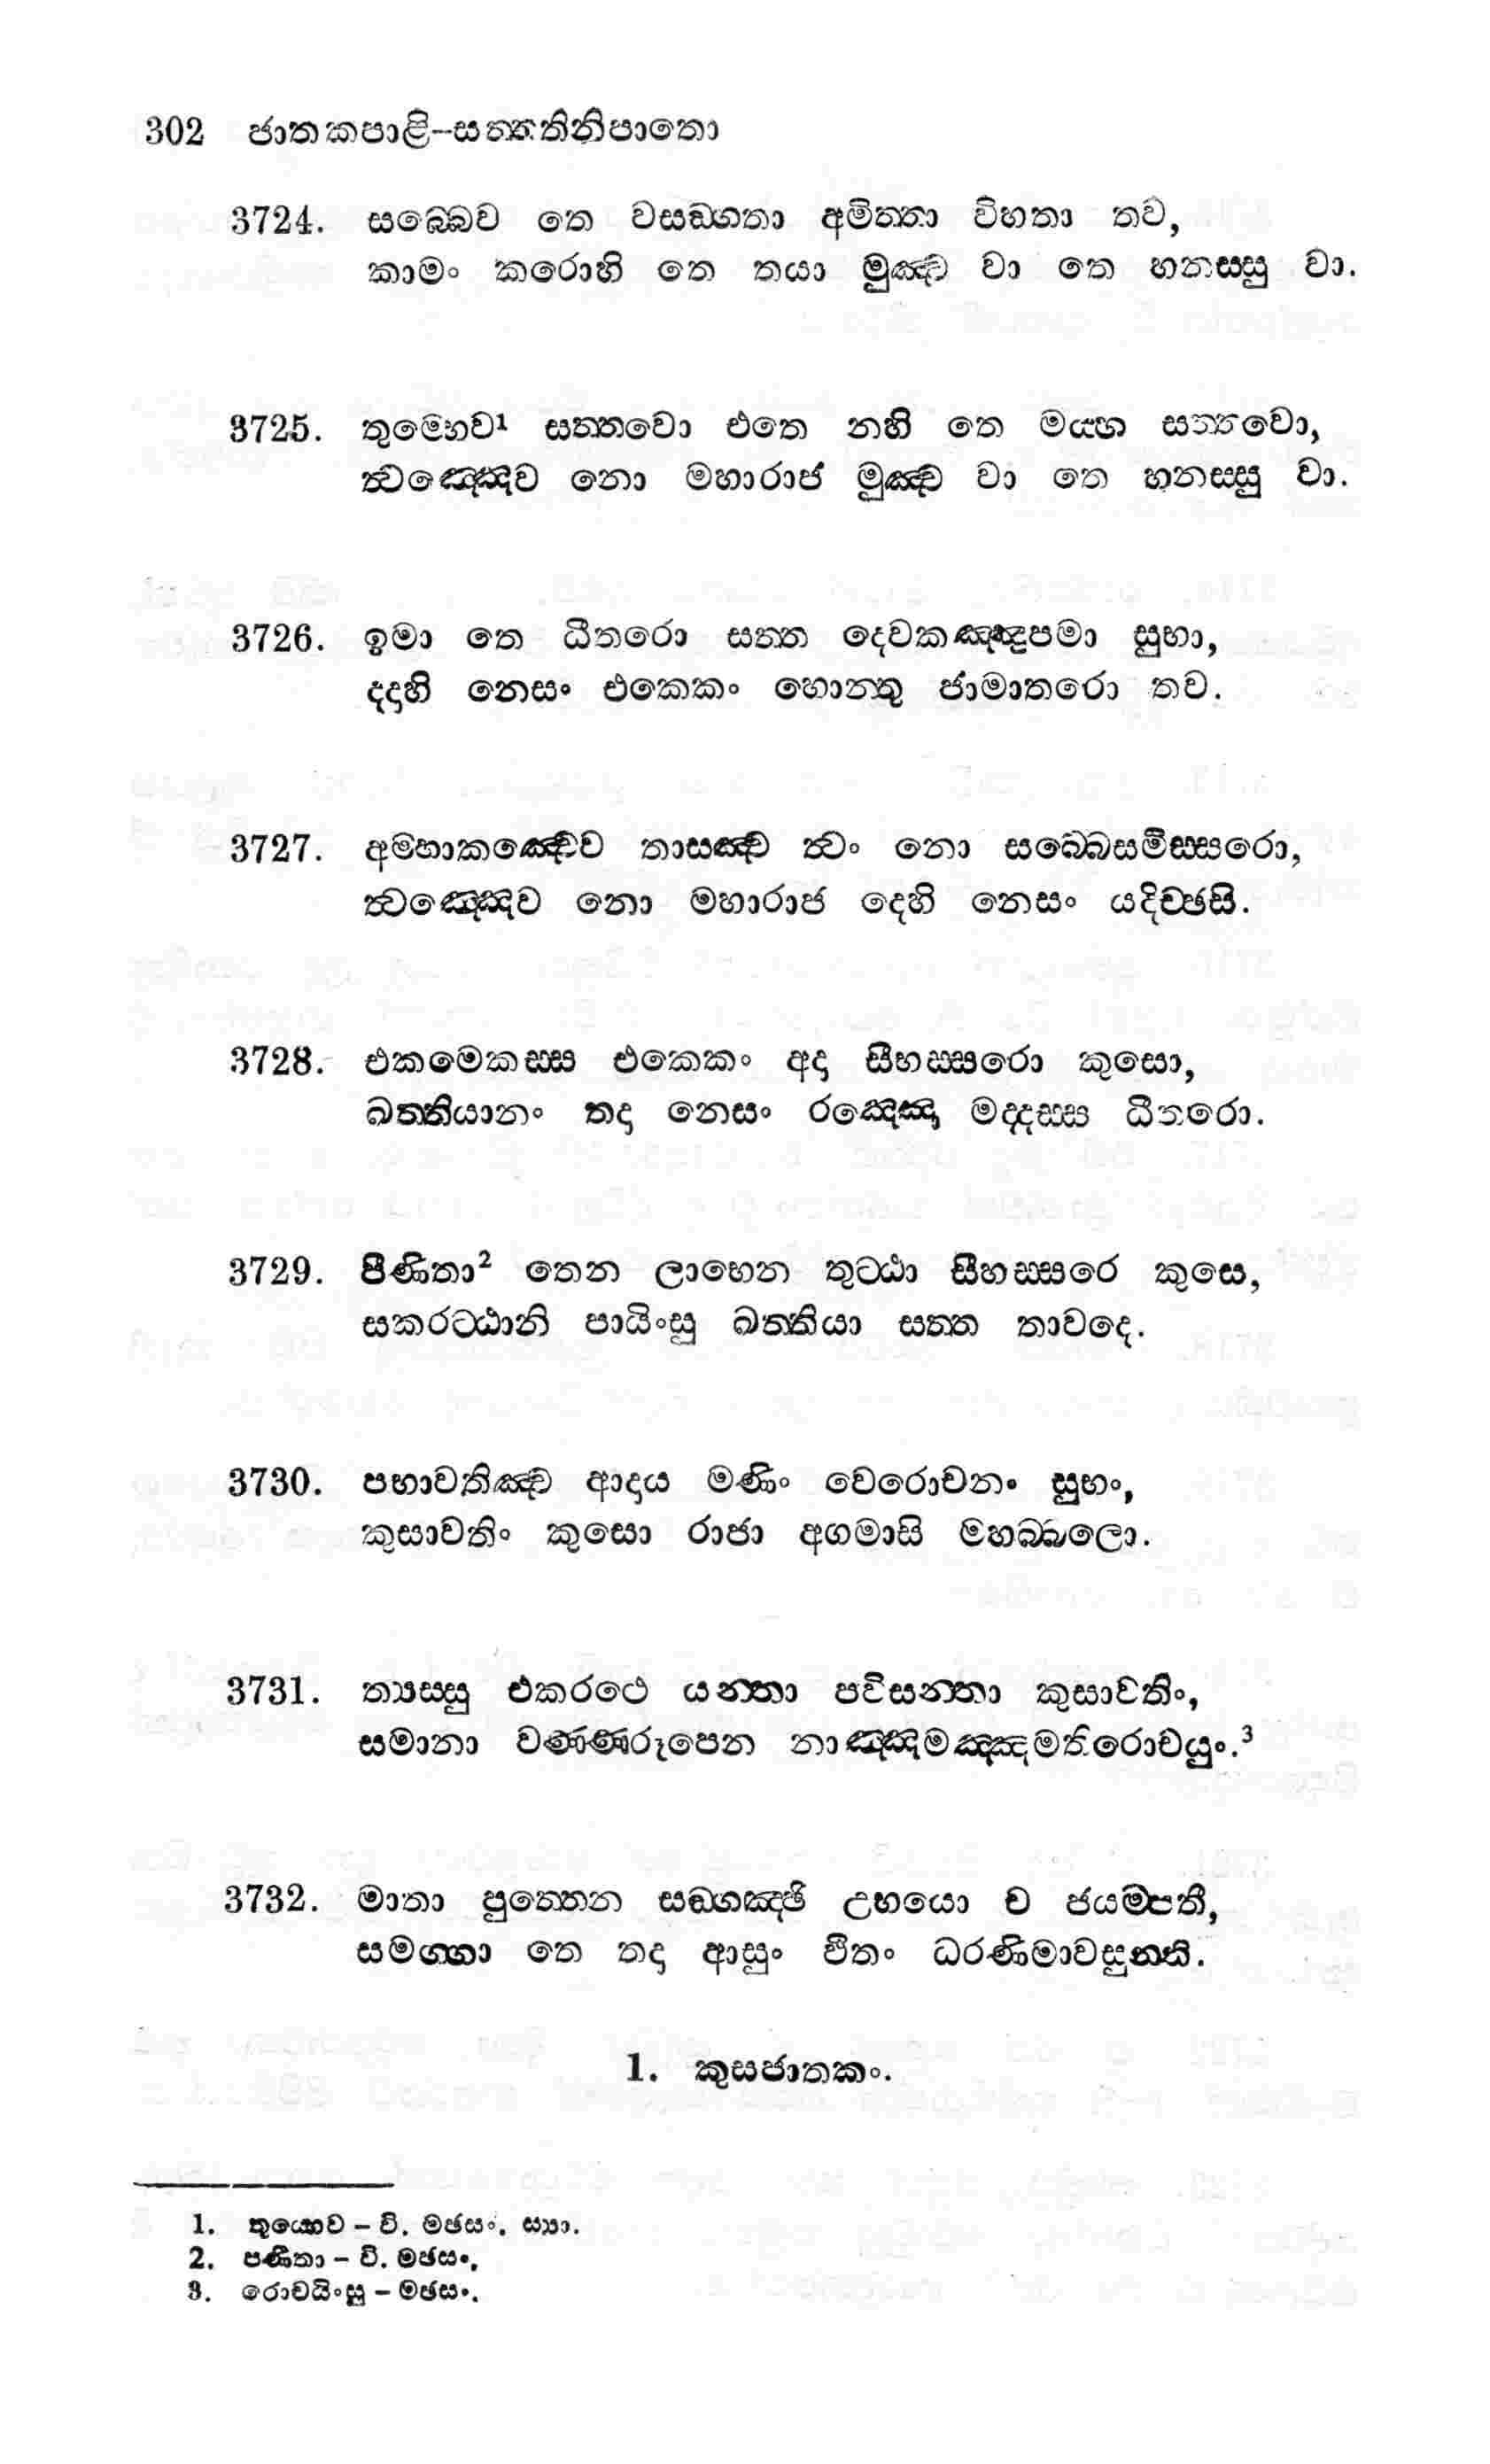 302 ජාතකපාළි-සත්තතිනිපාතො
3724. සබ්බෙව තෙ වසඞ්ගතා අමිත්තා විහතා තව,
කාමං කරොහි තෙ තයා මුඤ්ච වා තෙ හනස්සු වා.
3725. තුම්හෙව¹ සත්තවො එතෙ නහි තෙ මය්හ සත්තවො,
ත්වඤ්ඤෙව නො මහාරාජ මුඤ්ච වා තෙ හනස්සු වා.
3726. ඉමා තෙ ධීතරො සත්ත දෙවකඤ්ඤූපමා සුභා,
දදාහි නෙසං එකෙකං හොන්තු ජාමාතරො තව.
3727. අම්හාකඤ්චෙව තාසඤ්ච ත්වං නො සබ්බෙසමිස්සරො,
ත්වඤ්ඤෙව නො මහාරාජ දෙහි නෙසං යදිච්ඡසි.
3728. එකමෙකස්ස එකෙකං අදා සීහස්සරො කුසො,
ඛත්තියානං තදා නෙසං රඤ්ඤො මද්දස්ස ධීතරො.
3729. පීණිතා² තෙන ලාභෙන තුට්ඨා සීහස්සරෙ කුසෙ,
සකරට්ඨානි පායිංසු ඛත්තියා සත්ත තාවදෙ.
3730. පභාවතිඤ්ච ආදාය මණිං වෙරොචනං සුභං,
කුසාවතිං කුසො රාජා අගමාසි මහබ්බලො.
3731. ත්‍යස්සු එකරථෙ යන්තා පවිසන්තා කුසාවතිං,
සමානා වණ්ණරූපෙන නාඤ්ඤමඤ්ඤමතිරොචයුං.³
3732. මාතා පුත්තෙන සඞ්ගඤ්ඡි උභයො ච ජයම්පතී,
සමග්ගා තෙ තදා ආසුං ඵීතං ධරණිමාවසුන්ති.
1. කුසජාතකං.
1. තුය්හෙව - වි. මඡසං. ස්‍යා.
2. පණීතා - වි. මඡසං.
3. රොචයිංසු - මඡසං.